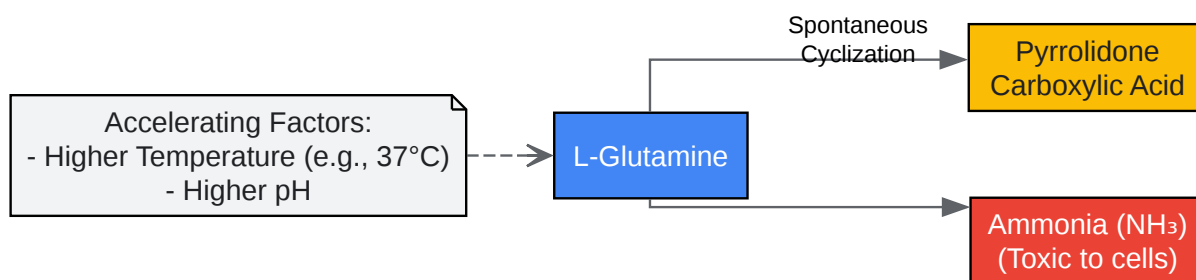 Accelerating Factors:
- Higher Temperature (e.g., 37°C)
- Higher pH
L-Glutamine
Spontaneous
Cyclization
Pyrrolidone
Carboxylic Acid
Ammonia (NH₃)
(Toxic to cells)